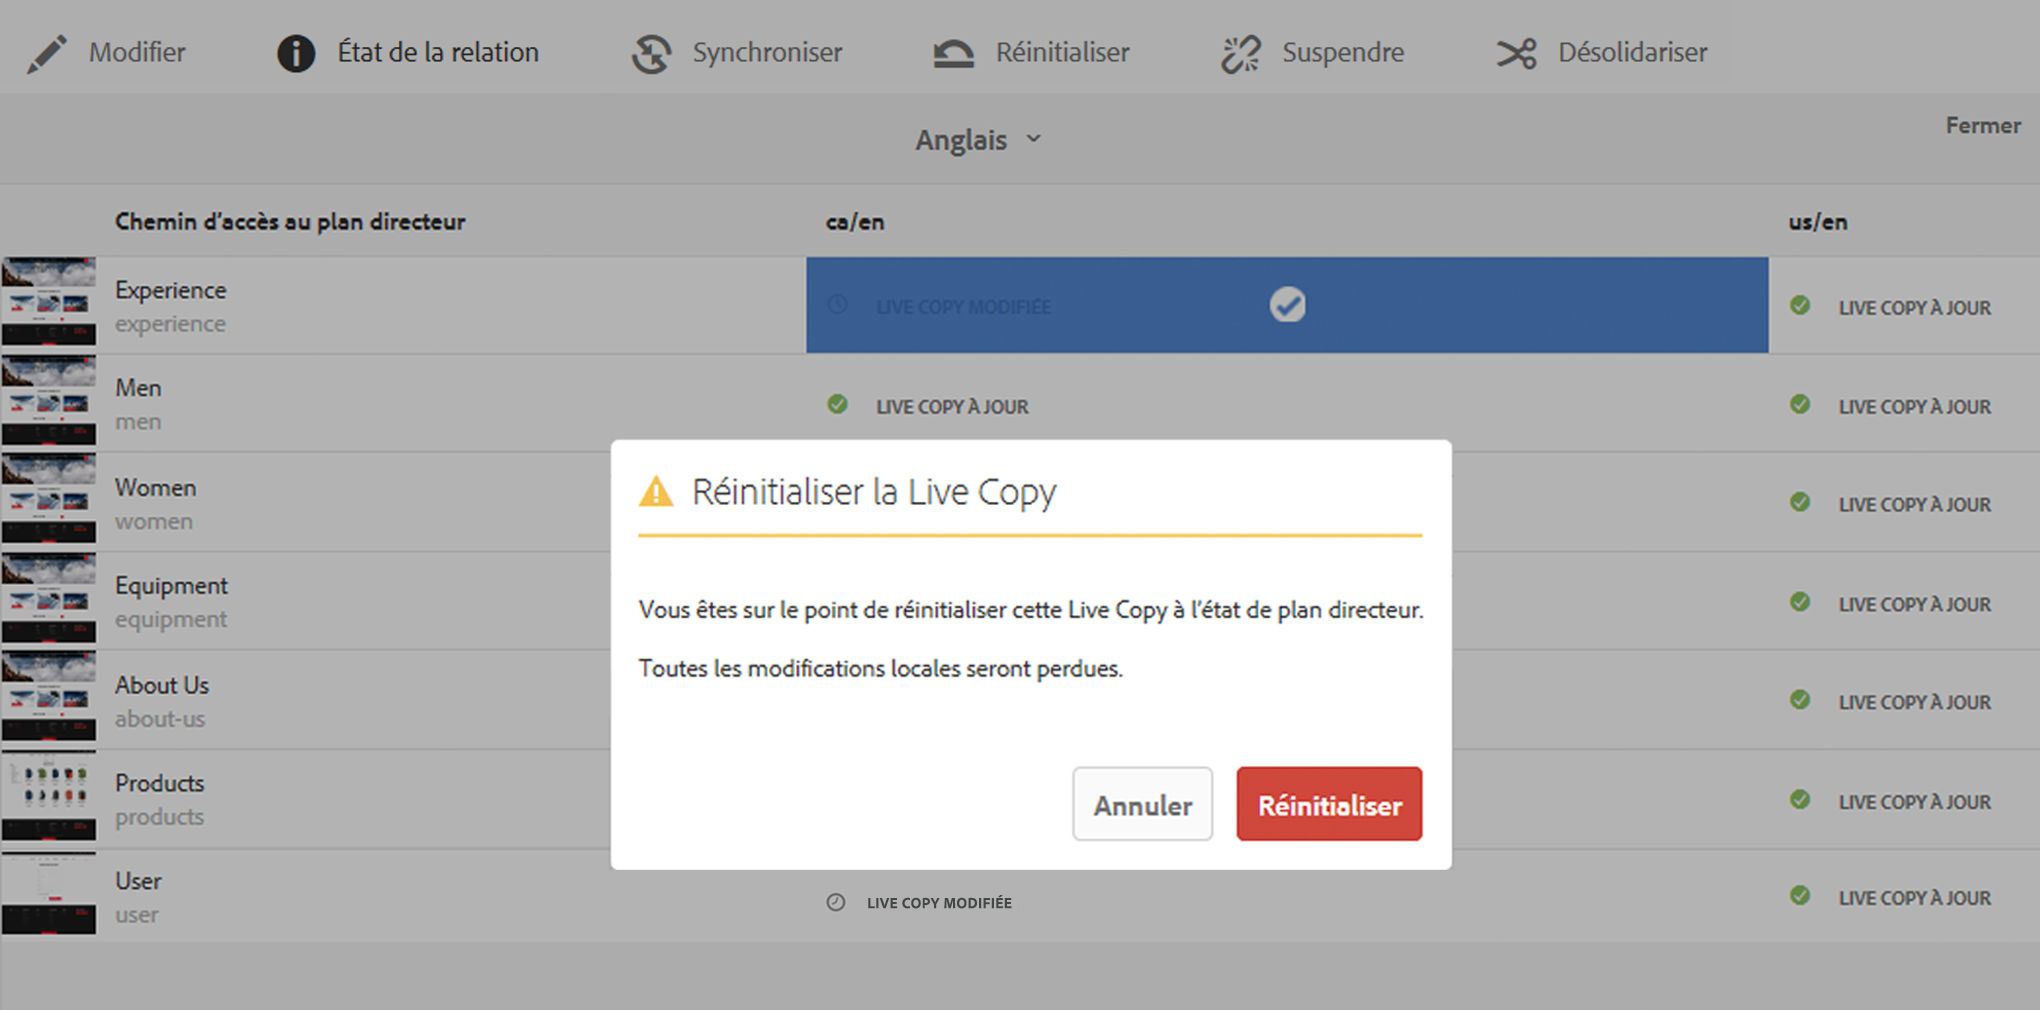 Modifier
État de la relation
Synchroniser
Réinitialiser
Suspendre
Désolidariser
Anglais
Fermer
Chemin d’accès au plan directeur
ca/en
us/en
Experience
experience
LIVE COPY MODIFIÉE
LIVE COPY À JOUR
Men
men
LIVE COPY À JOUR
LIVE COPY À JOUR
Women
women
LIVE COPY À JOUR
Equipment
equipment
LIVE COPY À JOUR
About Us
about-us
LIVE COPY À JOUR
Products
products
LIVE COPY À JOUR
User
user
LIVE COPY MODIFIÉE
LIVE COPY À JOUR
Réinitialiser la Live Copy
Vous êtes sur le point de réinitialiser cette Live Copy à l’état de plan directeur.
Toutes les modifications locales seront perdues.
Annuler
Réinitialiser